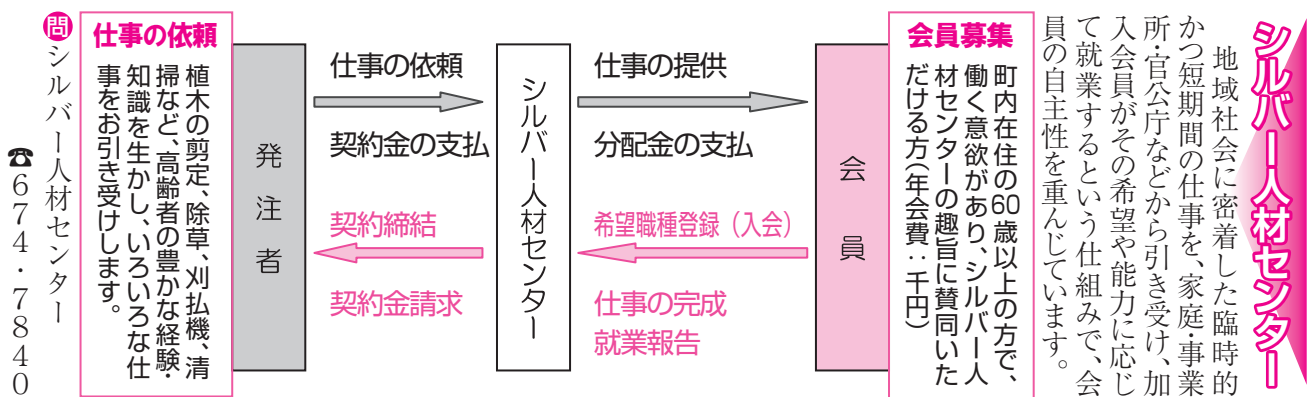 シルバー人材センター
地域社会に密着した臨時的
かつ短期間の仕事を、家庭・事業
所・官公庁などから引き受け、加
入会員がその希望や能力に応じ
て就業するという仕組みで、会
員の自主性を重んじています。
会員募集
町内在住の60歳以上の方で、
働く意欲があり、シルバー人
材センターの趣旨に賛同いた
だける方(年会費:千円)
会員
仕事の提供
分配金の支払
希望職種登録(入会)
仕事の完成
就業報告
シルバー人材センター
仕事の依頼
契約金の支払
契約締結
契約金請求
発注者
仕事の依頼
植木の剪定、除草、刈払機、清
掃など、高齢者の豊かな経験・
知識を生かし、いろいろな仕
事をお引き受けします。
問シルバー人材センター
☎674・7840